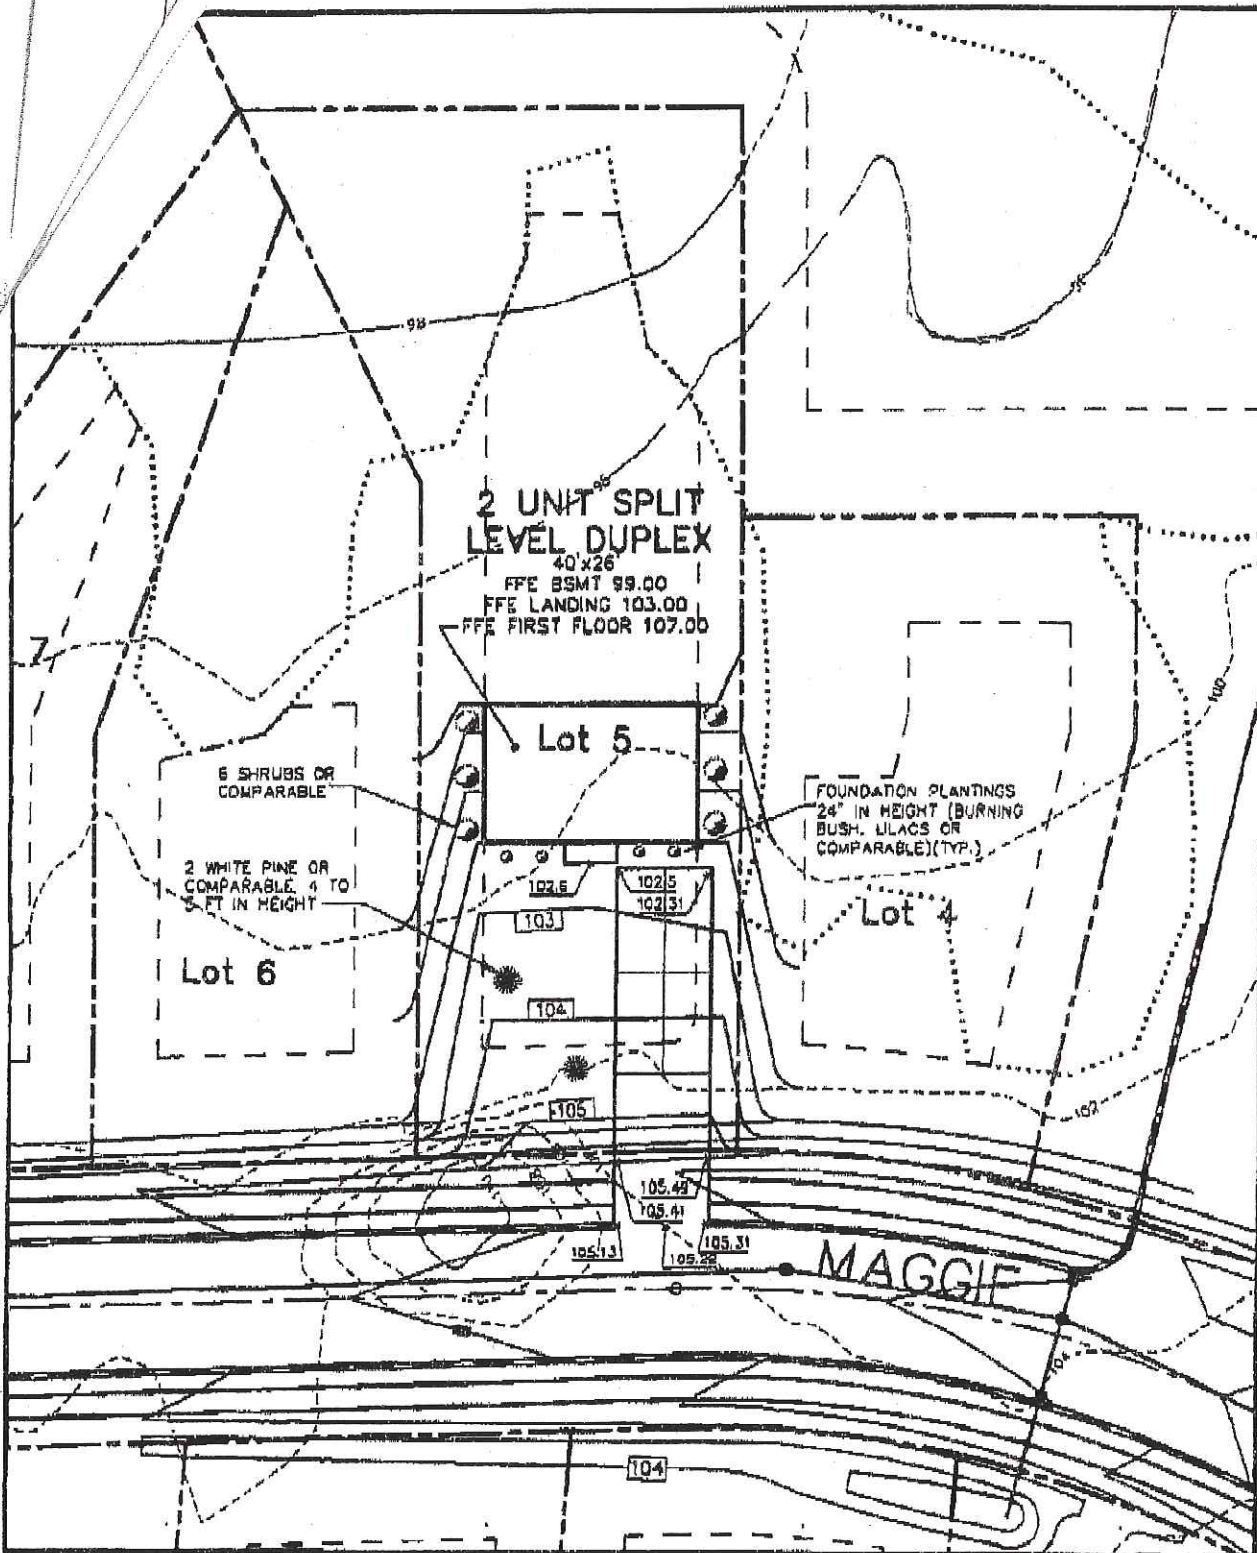 98
96
2 UNIT SPLIT
LEVEL DUPLEX
40'x26'
FFE BSMT 99.00
FFE LANDING 103.00
FFE FIRST FLOOR 107.00
7
100
Lot 5
6 SHRUBS OR
COMPARABLE
FOUNDATION PLANTINGS
24" IN HEIGHT (BURNING
BUSH, LILACS OR
COMPARABLE)(TYP.)
2 WHITE PINE OR
COMPARABLE, 4 TO
5 FT IN HEIGHT
102.6
102.5
102.31
103
Lot 4
Lot 6
104
105
102
105.49
105.41
105.13
105.22
105.31
MAGGIE
104
104